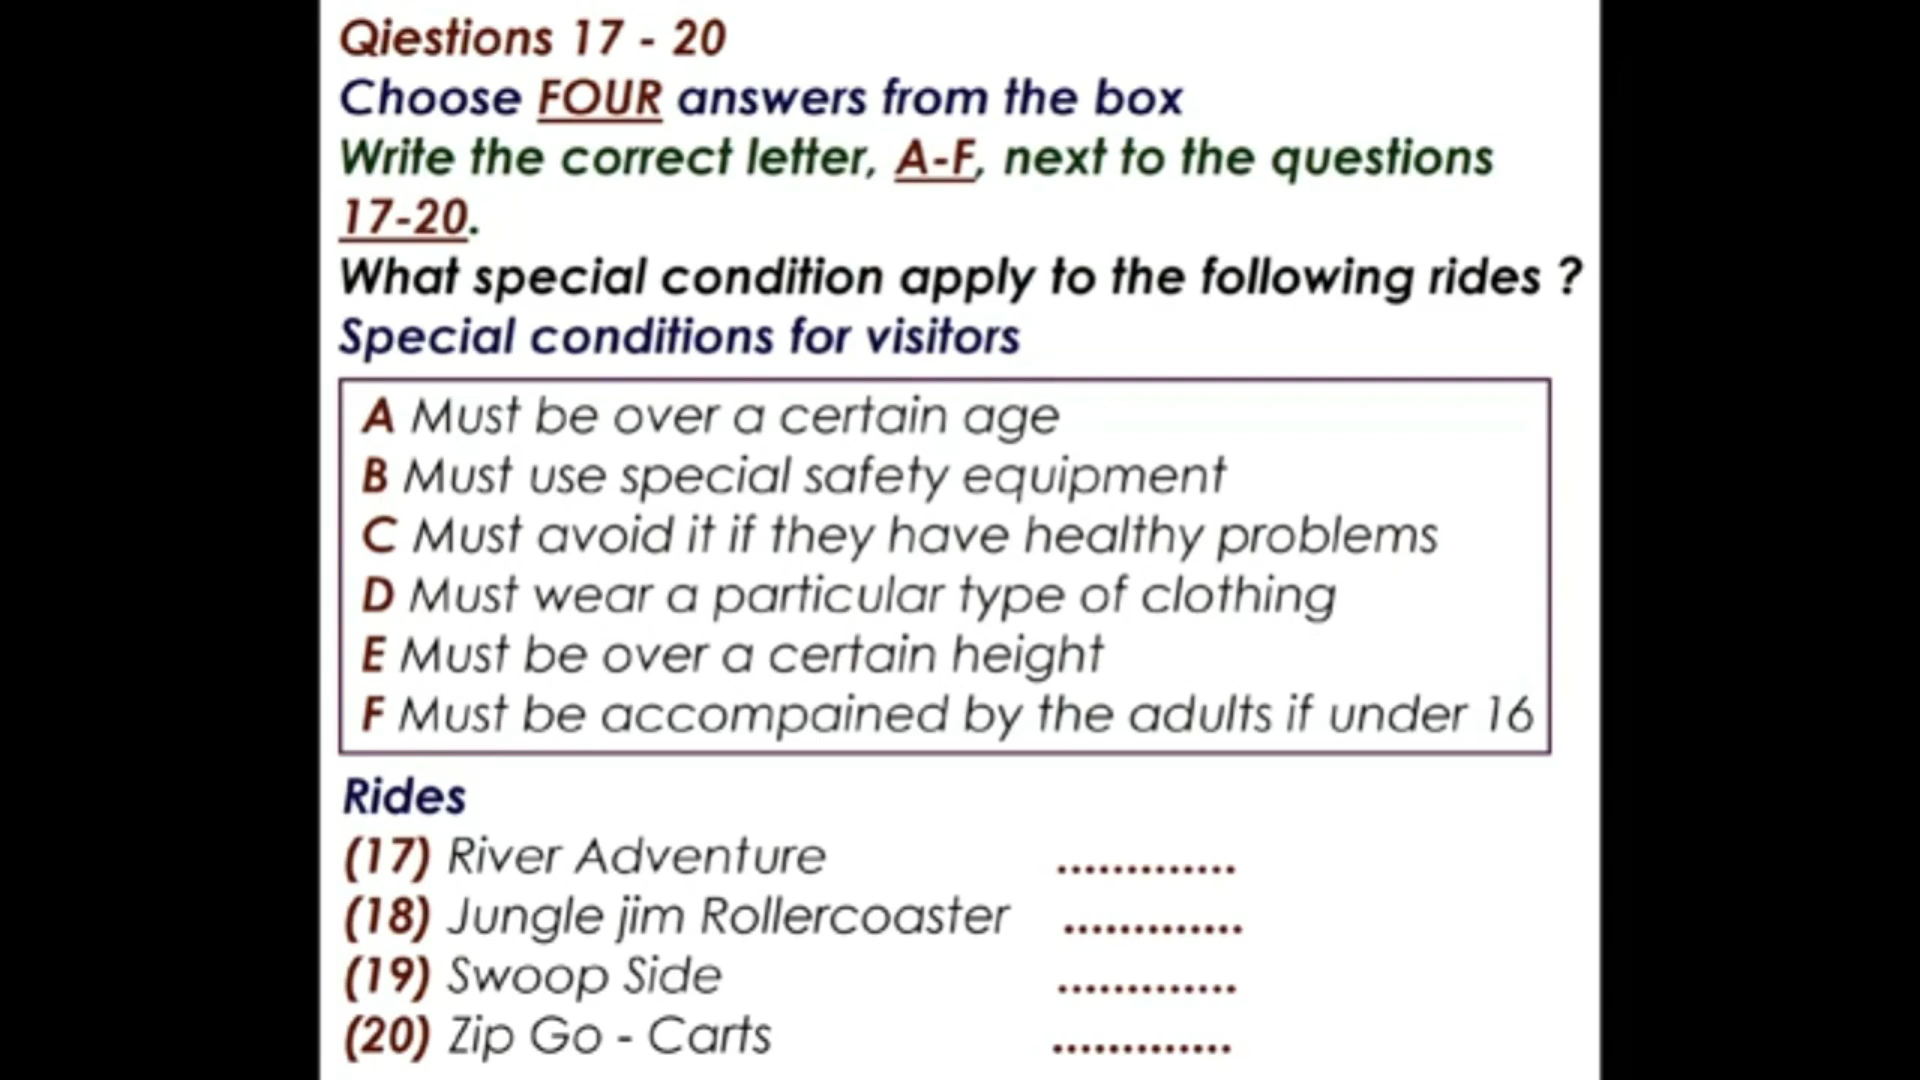 Qiestions 17 - 20
Choose FOUR answers from the box
Write the correct letter, A-F, next to the questions
17-20.
What special condition apply to the following rides ?
Special conditions for visitors
A Must be over a certain age
B Must use special safety equipment
C Must avoid it if they have healthy problems
D Must wear a particular type of clothing
E Must be over a certain height
F Must be accompained by the adults if under 16
Rides
(17) River Adventure .............
(18) Jungle jim Rollercoaster .............
(19) Swoop Side .............
(20) Zip Go - Carts .............